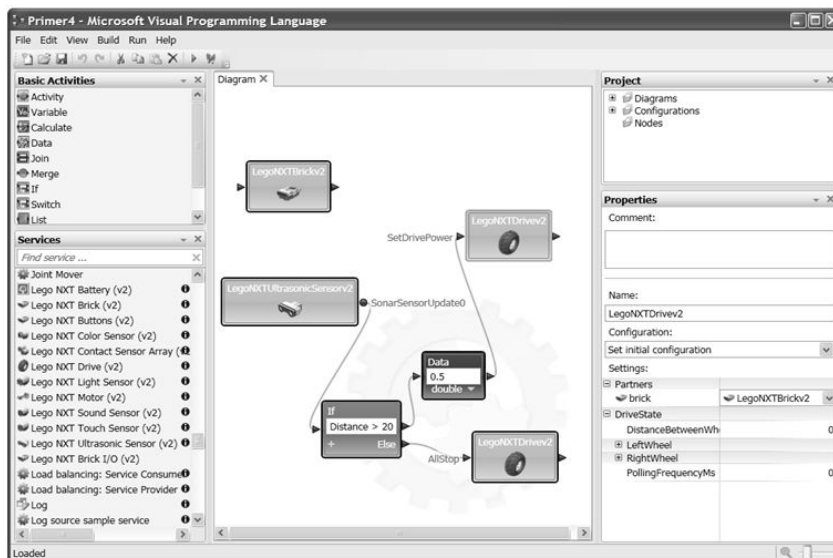 Primer4 - Microsoft Visual Programming Language
File Edit View Build Run Help
Basic Activities
Activity
Variable
Calculate
Data
Join
Merge
If
Switch
List
Services
Find service ...
Joint Mover
Lego NXT Battery (v2)
Lego NXT Brick (v2)
Lego NXT Buttons (v2)
Lego NXT Color Sensor (v2)
Lego NXT Contact Sensor Array (
Lego NXT Drive (v2)
Lego NXT Light Sensor (v2)
Lego NXT Motor (v2)
Lego NXT Sound Sensor (v2)
Lego NXT Touch Sensor (v2)
Lego NXT Ultrasonic Sensor (v2)
Lego NXT Brick I/O (v2)
Load balancing: Service Consume
Load balancing: Service Provider
Log
Log source sample service
Loaded
Diagram
LegoNXTBrickv2
LegoNXTDrivev2
SetDrivePower
LegoNXTUltrasonicSensorv2
SonarSensorUpdate0
Data
0.5
double
If
Distance > 20
+ Else
LegoNXTDrivev2
AllStop
Project
Diagrams
Configurations
Nodes
Properties
Comment:
Name:
LegoNXTDrivev2
Configuration:
Set initial configuration
Settings:
Partners
brick LegoNXTBrickv2
DriveState
DistanceBetweenWh 0
LeftWheel
RightWheel
PollingFrequencyMs 0